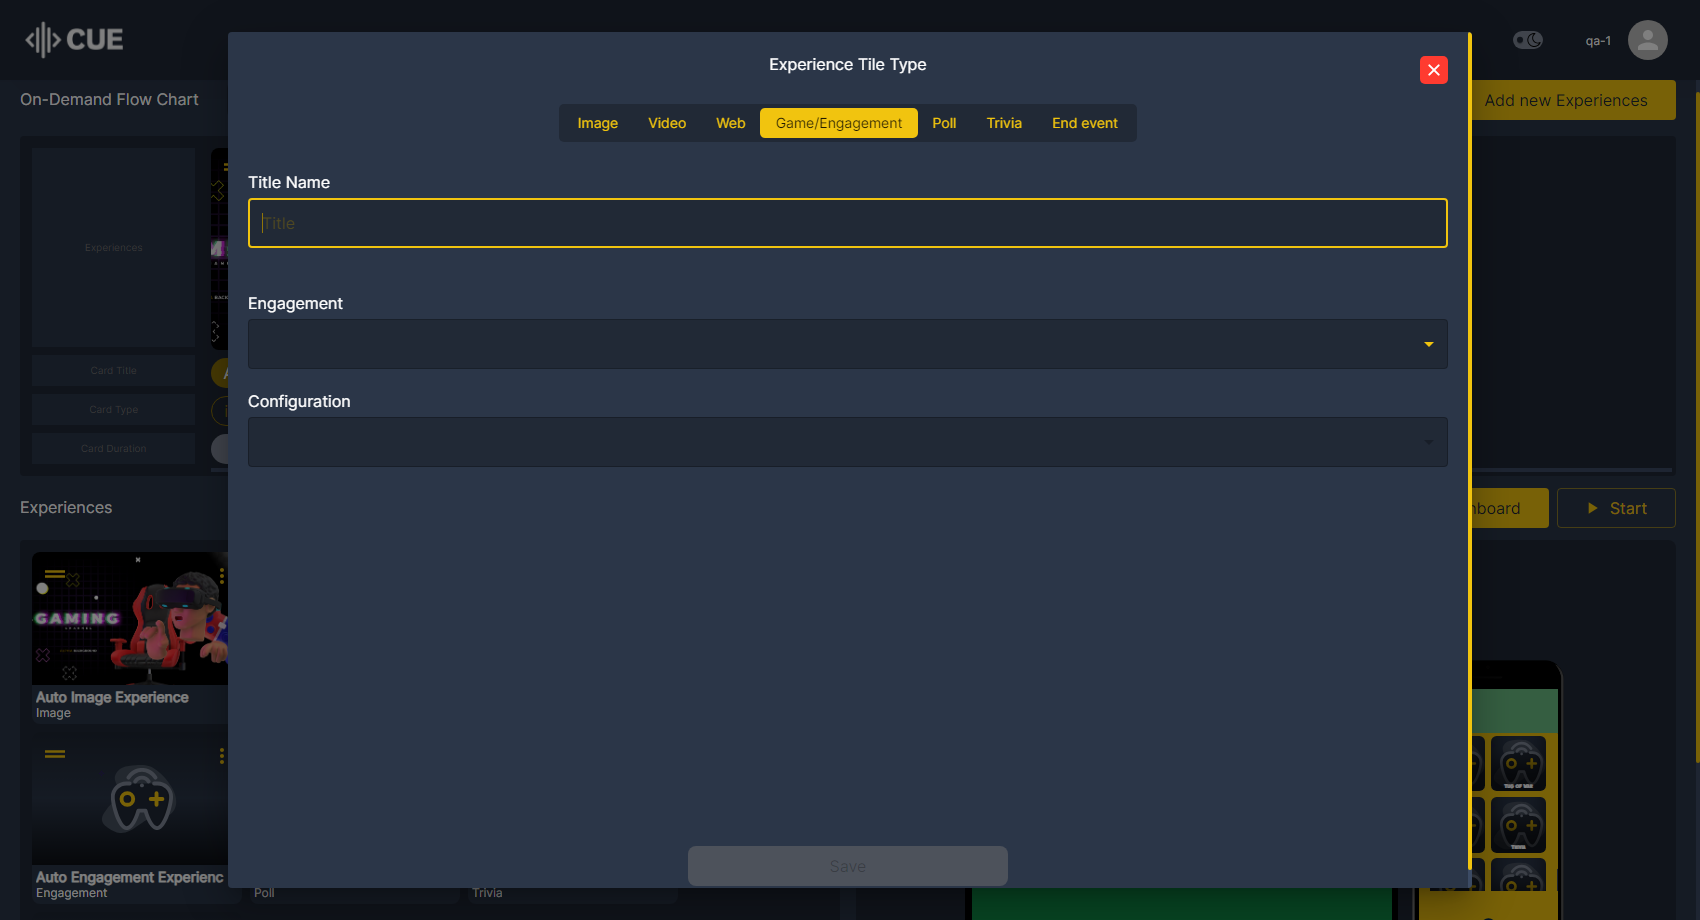 CUE
qa-1
On-Demand Flow Chart
Add new Experiences
Experience Tile Type
Image
Video
Web
Game/Engagement
Poll
Trivia
End event
Title Name
Title
Engagement
Configuration
Save
Experiences
Card Title
Card Type
Card Duration
Experiences
board
Start
GAMING
Auto Image Experience
Image
Auto Engagement Experienc
Engagement
Poll
Trivia